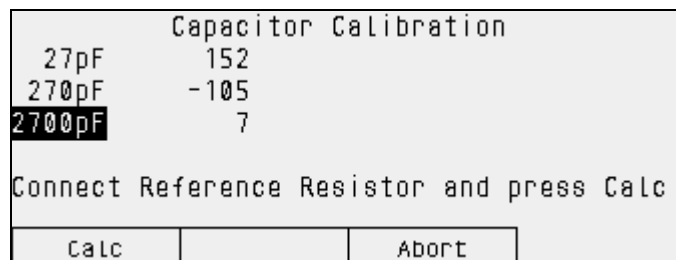 Capacitor Calibration
27pF 152
270pF -105
2700pF 7
Connect Reference Resistor and press Calc
Calc Abort